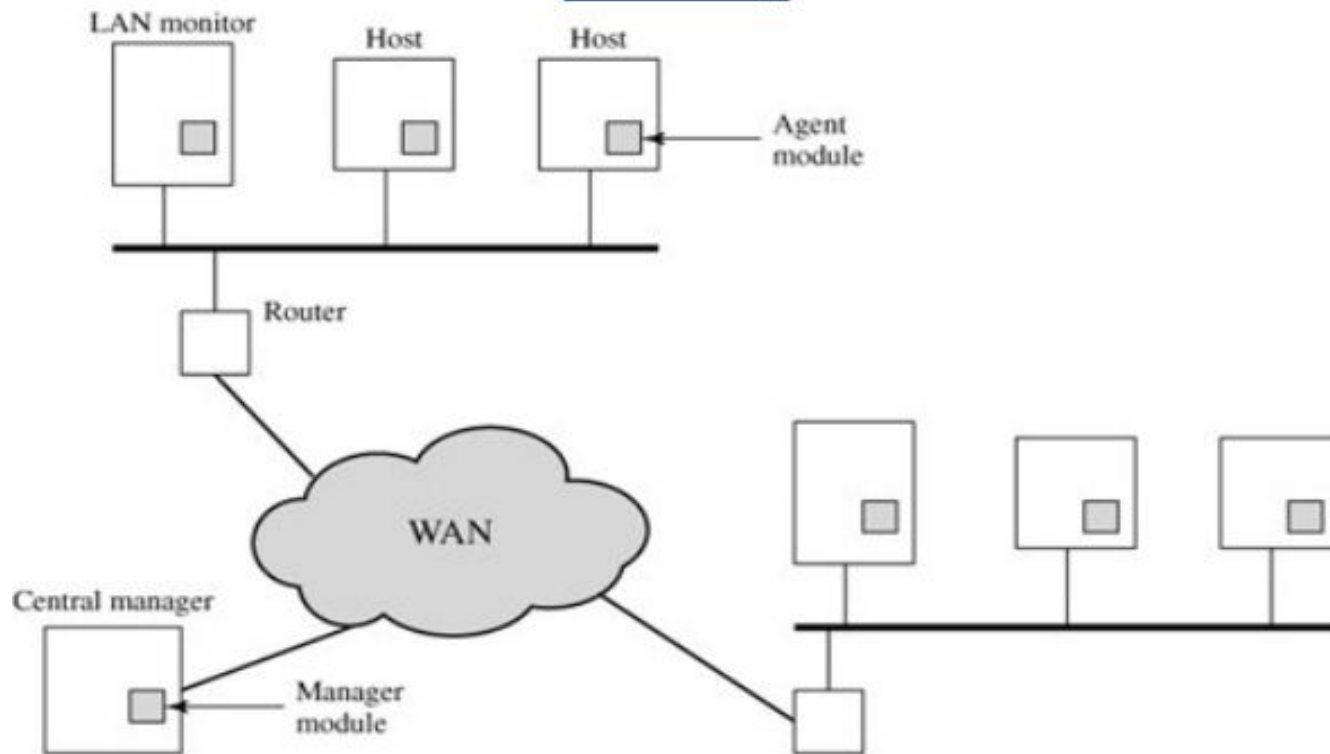 LAN monitor
Host
Host
Agent
module
Router
WAN
Central manager
Manager
module